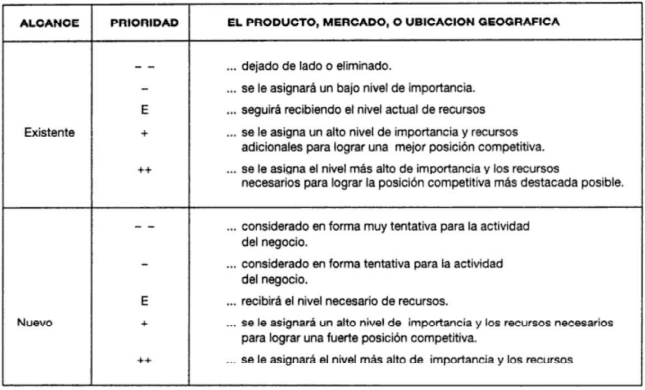 ALCANCE PRIORIDAD EL PRODUCTO, MERCADO, O UBICACION GEOGRAFICA
– – ... dejado de lado o eliminado.
– ... se le asignará un bajo nivel de importancia.
E ... seguirá recibiendo el nivel actual de recursos
Existente + ... se le asigna un alto nivel de importancia y recursos
adicionales para lograr una mejor posición competitiva.
++ ... se le asigna el nivel más alto de importancia y los recursos
necesarios para lograr la posición competitiva más destacada posible.
– – ... considerado en forma muy tentativa para la actividad
del negocio.
– ... considerado en forma tentativa para la actividad
del negocio.
E ... recibirá el nivel necesario de recursos.
Nuevo + ... se le asignará un alto nivel de importancia y los recursos necesarios
para lograr una fuerte posición competitiva.
++ ... se le asignará el nivel más alto de importancia y los recursos